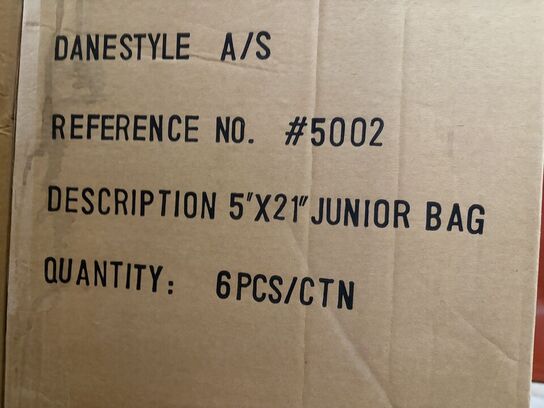 DANESTYLE A/S
REFERENCE NO. #5002
DESCRIPTION 5"X21" JUNIOR BAG
QUANTITY: 6PCS/CTN